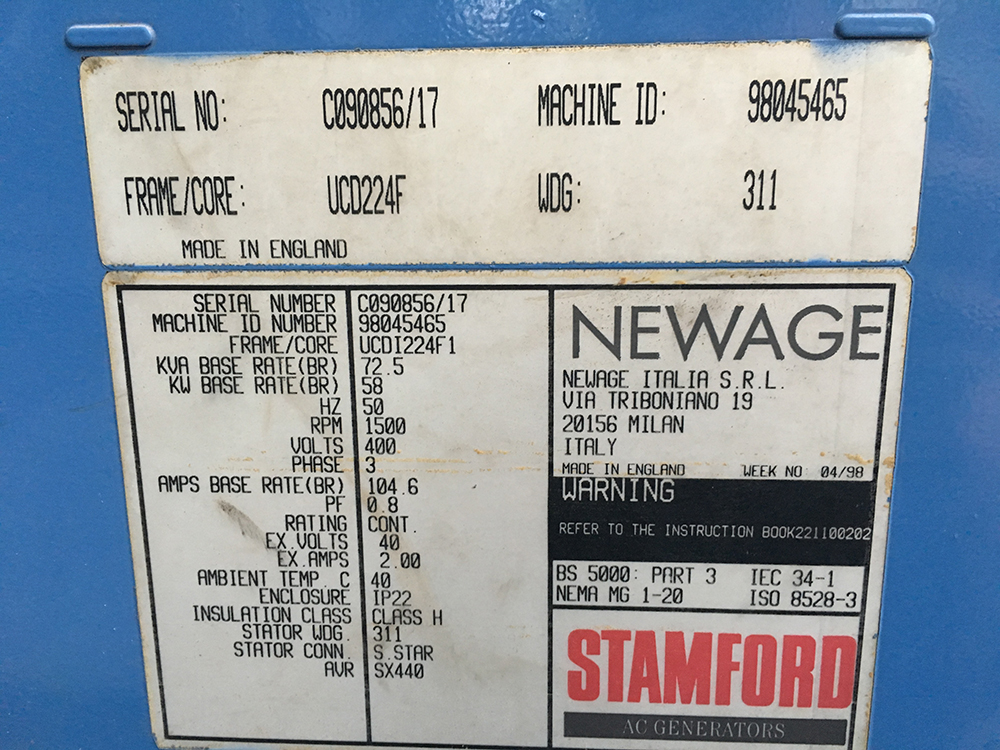 SERIAL NO: C090856/17 MACHINE ID: 98045465
FRAME/CORE: UCD224F WDG: 311
MADE IN ENGLAND
SERIAL NUMBER C090856/17
MACHINE ID NUMBER 98045465
FRAME/CORE UCDI224F1
KVA BASE RATE(BR) 72.5
KW BASE RATE(BR) 58
HZ 50
RPM 1500
VOLTS 400
PHASE 3
AMPS BASE RATE(BR) 104.6
PF 0.8
RATING CONT.
EX.VOLTS 40
EX.AMPS 2.00
AMBIENT TEMP. C 40
ENCLOSURE IP22
INSULATION CLASS CLASS H
STATOR WDG. 311
STATOR CONN. S.STAR
AVR SX440
NEWAGE
NEWAGE ITALIA S.R.L.
VIA TRIBONIANO 19
20156 MILAN
ITALY
MADE IN ENGLAND WEEK NO 04/98
WARNING
REFER TO THE INSTRUCTION BOOK221100202
BS 5000: PART 3 IEC 34-1
NEMA MG 1-20 ISO 8528-3
STAMFORD
AC GENERATORS